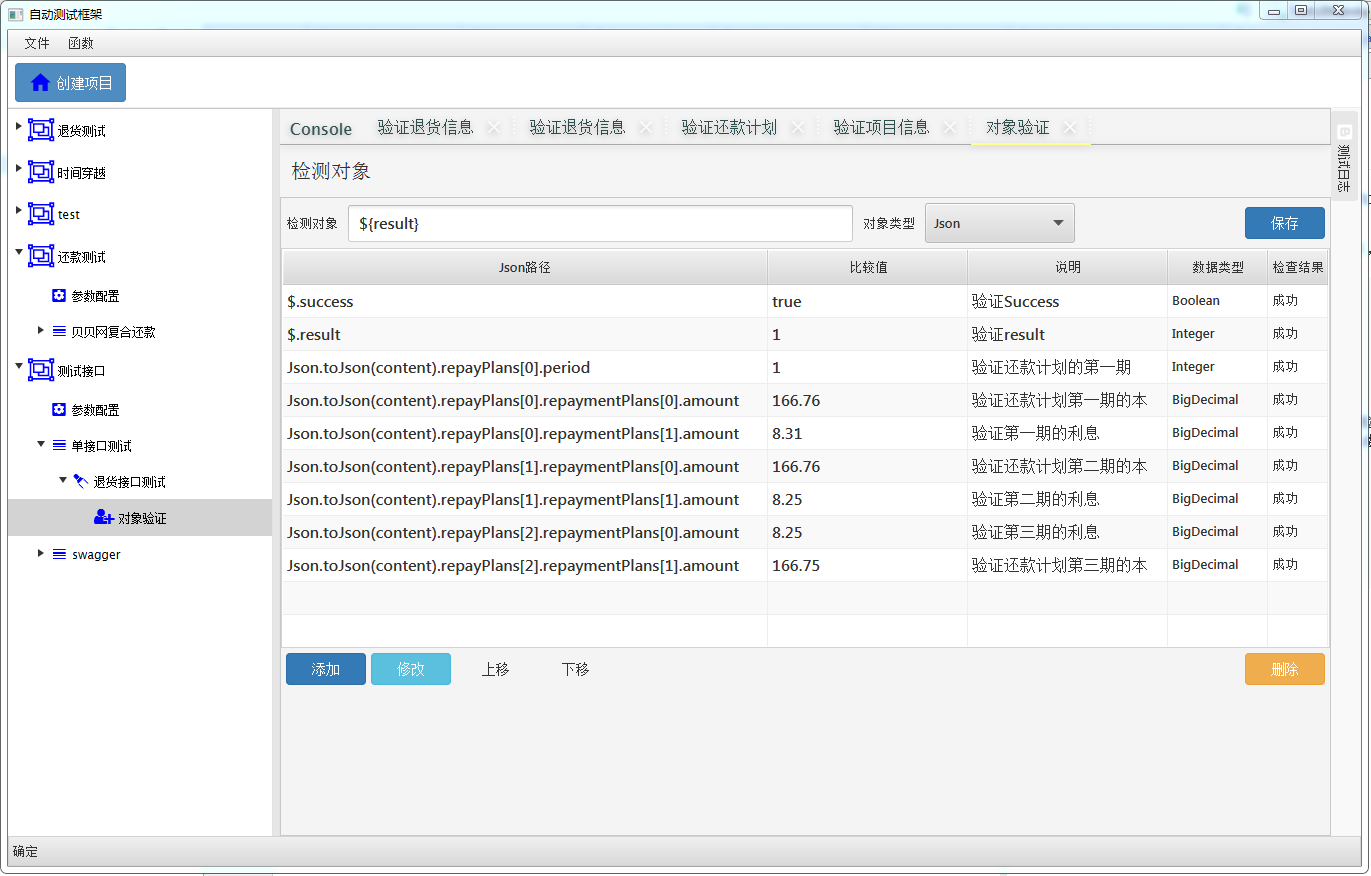 自动测试框架
文件 函数
创建项目
退货测试
时间穿越
test
还款测试
参数配置
贝贝网复合还款
测试接口
参数配置
单接口测试
退货接口测试
对象验证
swagger
Console 验证退货信息 验证退货信息 验证还款计划 验证项目信息 对象验证
检测对象
检测对象 ${result} 对象类型 Json 保存
Json路径 比较值 说明 数据类型 检查结果
$.success true 验证Success Boolean 成功
$.result 1 验证result Integer 成功
Json.toJson(content).repayPlans[0].period 1 验证还款计划的第一期 Integer 成功
Json.toJson(content).repayPlans[0].repaymentPlans[0].amount 166.76 验证还款计划第一期的本 BigDecimal 成功
Json.toJson(content).repayPlans[0].repaymentPlans[1].amount 8.31 验证第一期的利息 BigDecimal 成功
Json.toJson(content).repayPlans[1].repaymentPlans[0].amount 166.76 验证还款计划第二期的本 BigDecimal 成功
Json.toJson(content).repayPlans[1].repaymentPlans[1].amount 8.25 验证第二期的利息 BigDecimal 成功
Json.toJson(content).repayPlans[2].repaymentPlans[0].amount 8.25 验证第三期的利息 BigDecimal 成功
Json.toJson(content).repayPlans[2].repaymentPlans[1].amount 166.75 验证还款计划第三期的本 BigDecimal 成功
添加 修改 上移 下移 删除
测试日志
确定